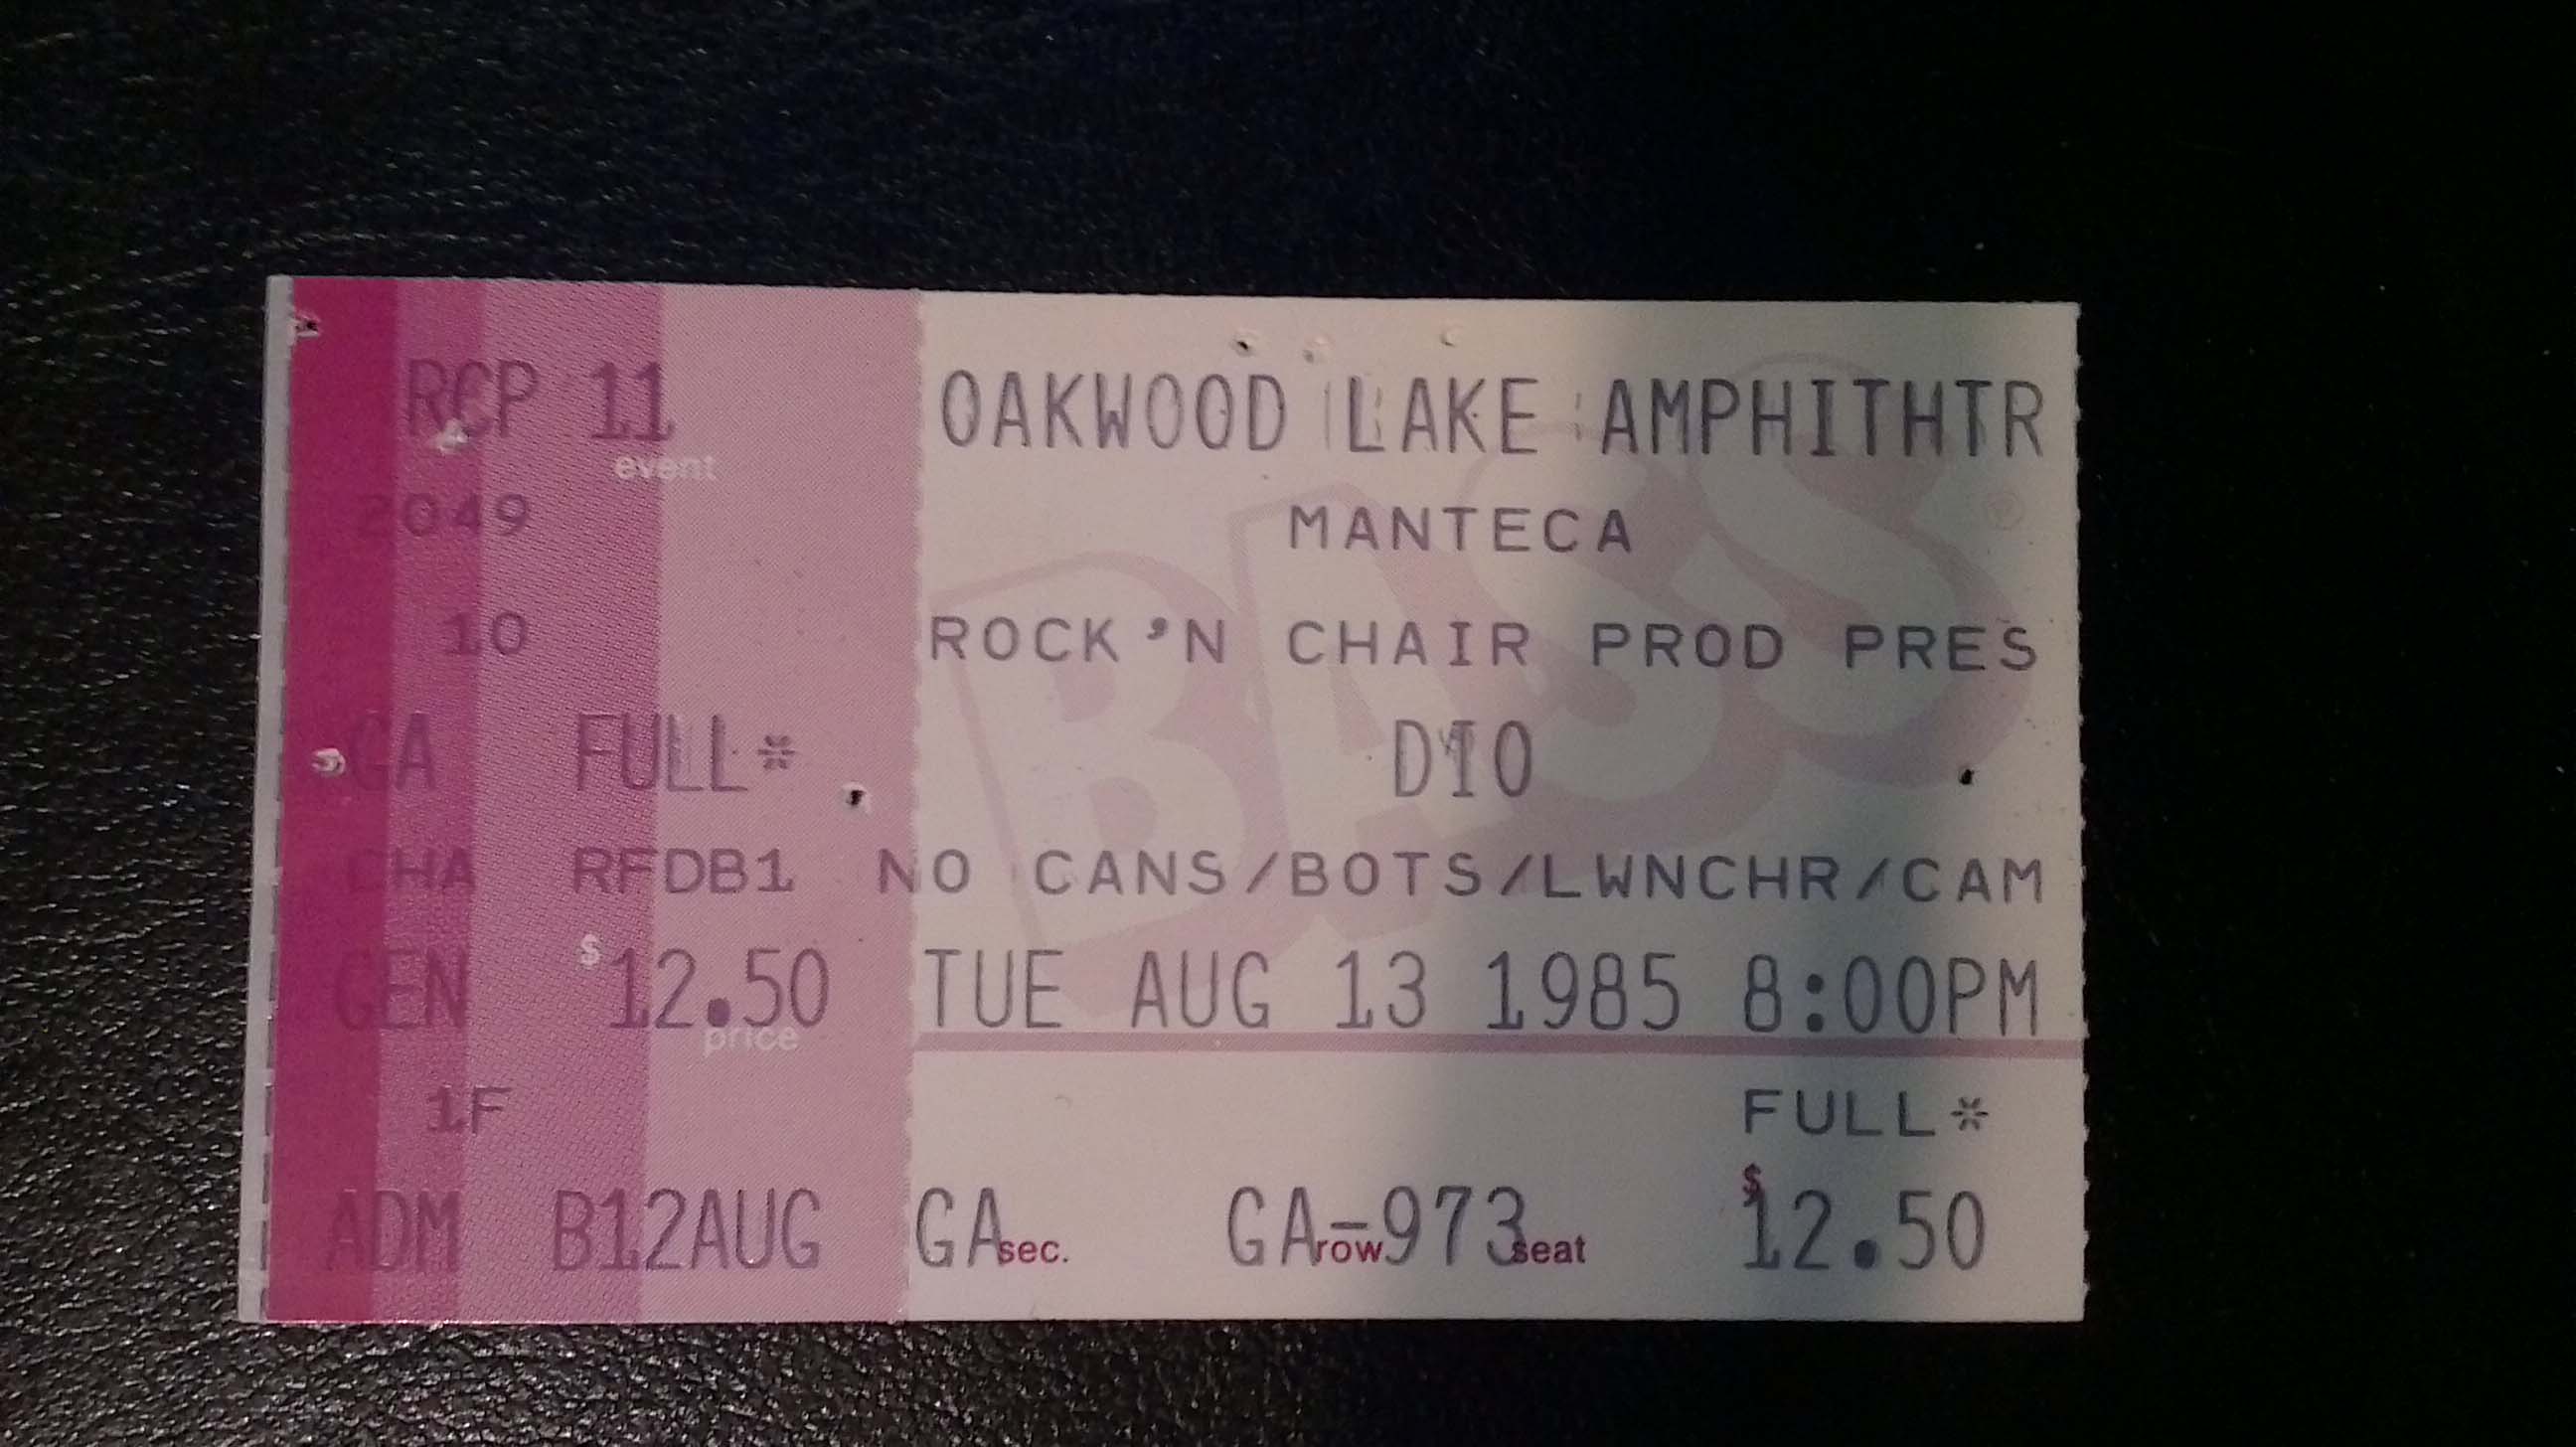 RCP 11
event
2049
10
GA FULL*
CHA RFDB1
GEN $12.50
price
1F
ADM B12AUG
OAKWOOD LAKE AMPHITHTR
MANTECA
ROCK'N CHAIR PROD PRES
DIO
NO CANS/BOTS/LWNCHR/CAM
TUE AUG 13 1985 8:00PM
FULL*
GA sec. GA- row 973 seat $12.50
BASS®